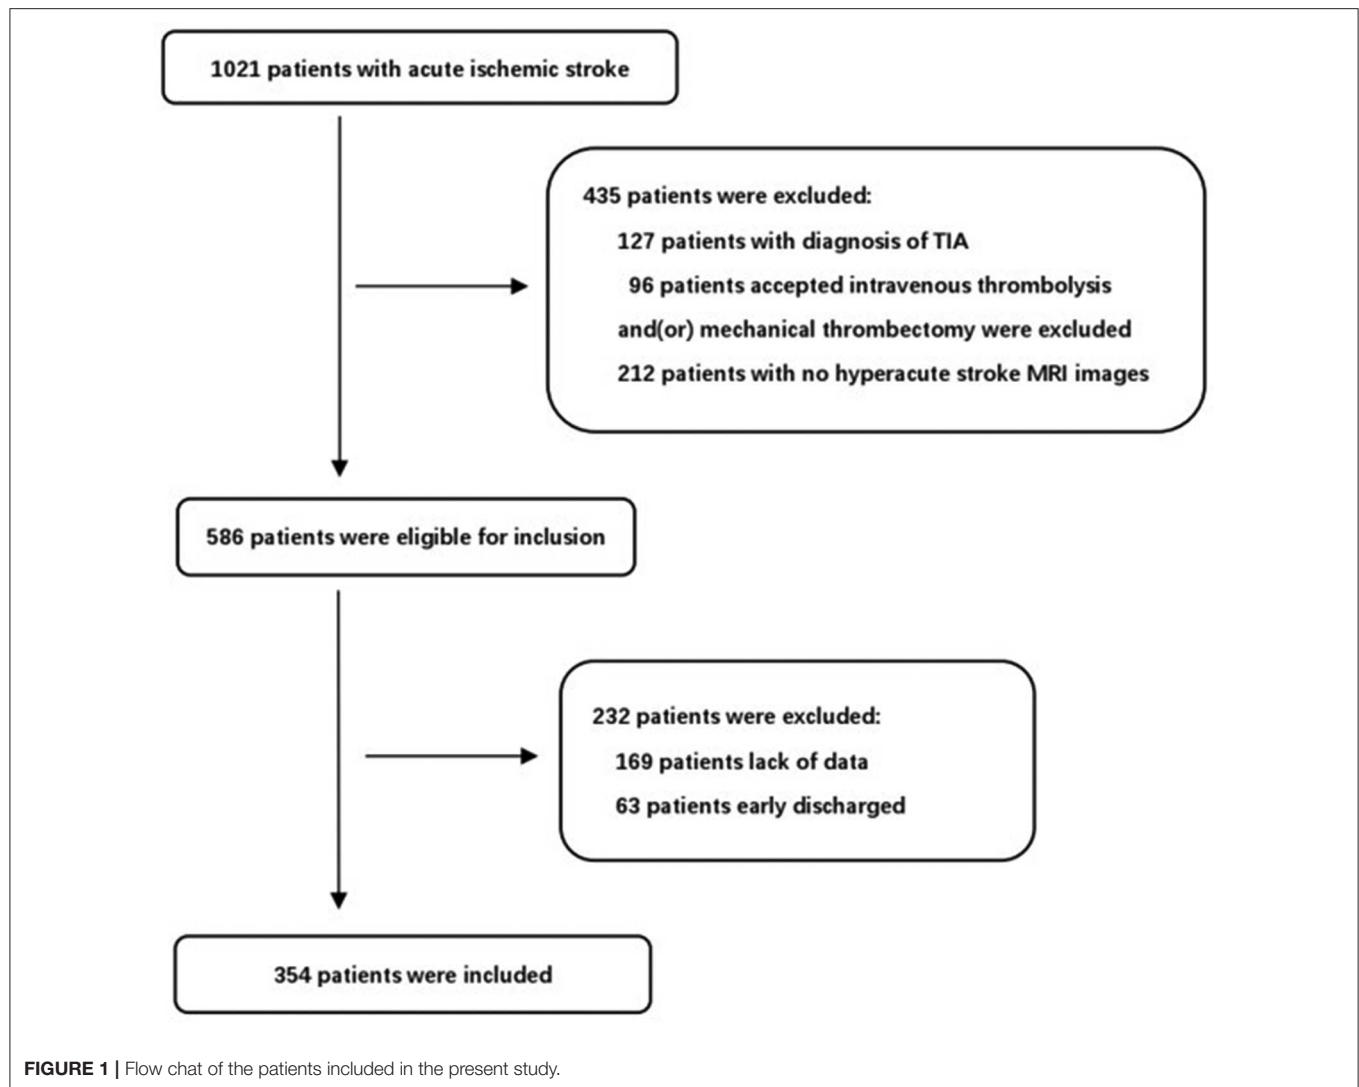 1021 patients with acute ischemic stroke
435 patients were excluded:
127 patients with diagnosis of TIA
96 patients accepted intravenous thrombolysis
and(or) mechanical thrombectomy were excluded
212 patients with no hyperacute stroke MRI images
586 patients were eligible for inclusion
232 patients were excluded:
169 patients lack of data
63 patients early discharged
354 patients were included
FIGURE 1 | Flow chat of the patients included in the present study.